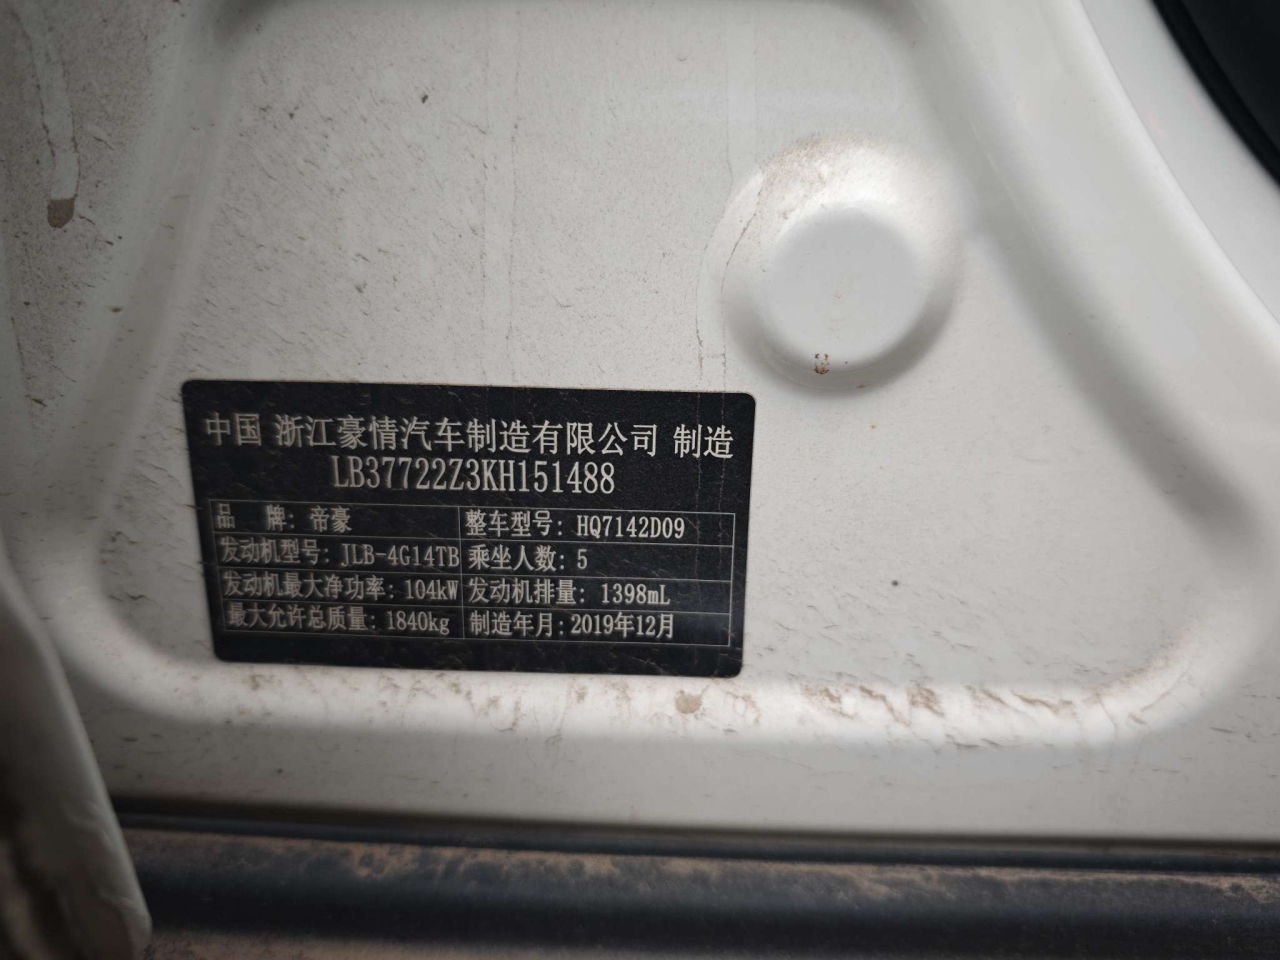 中国 浙江豪情汽车制造有限公司 制造
LB37722Z3KH151488
品 牌: 帝豪 整车型号: HQ7142D09
发动机型号: JLB-4G14TB 乘坐人数: 5
发动机最大净功率: 104kW 发动机排量: 1398mL
最大允许总质量: 1840kg 制造年月: 2019年12月